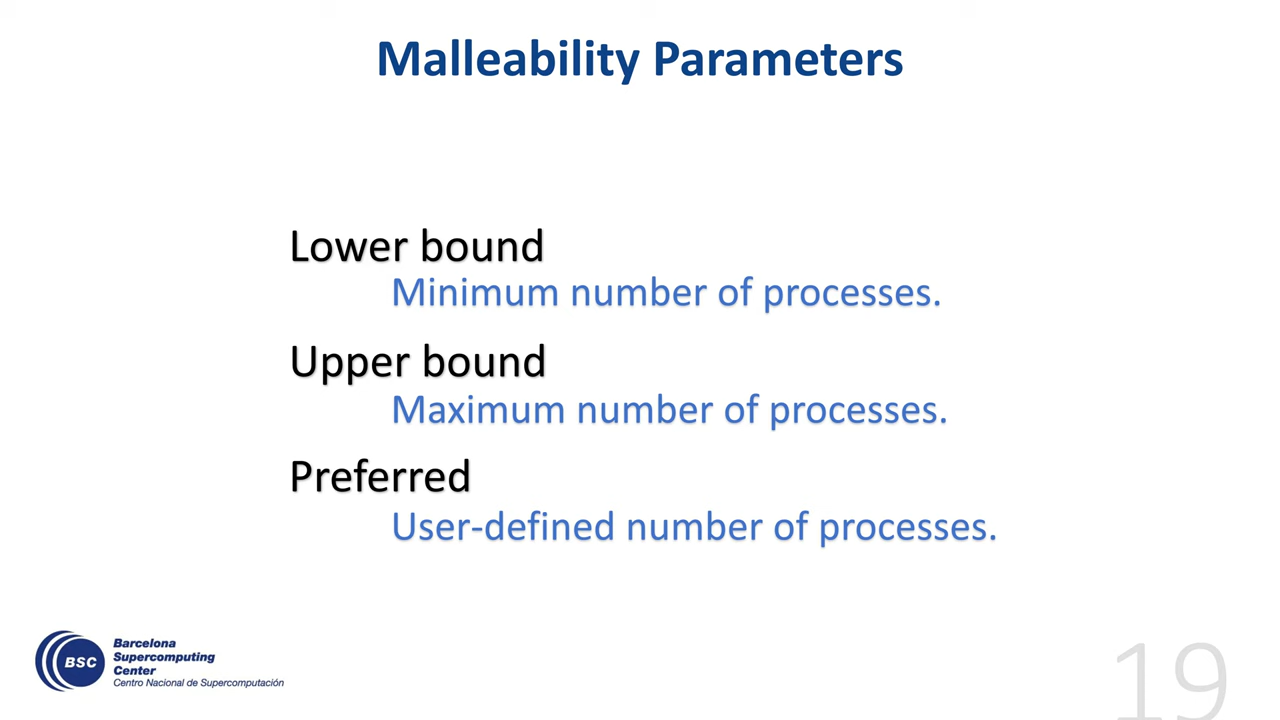 Malleability Parameters
Lower bound
Minimum number of processes.
Upper bound
Maximum number of processes.
Preferred
User-defined number of processes.
BSC
Barcelona
Supercomputing
Center
Centro Nacional de Supercomputación
19